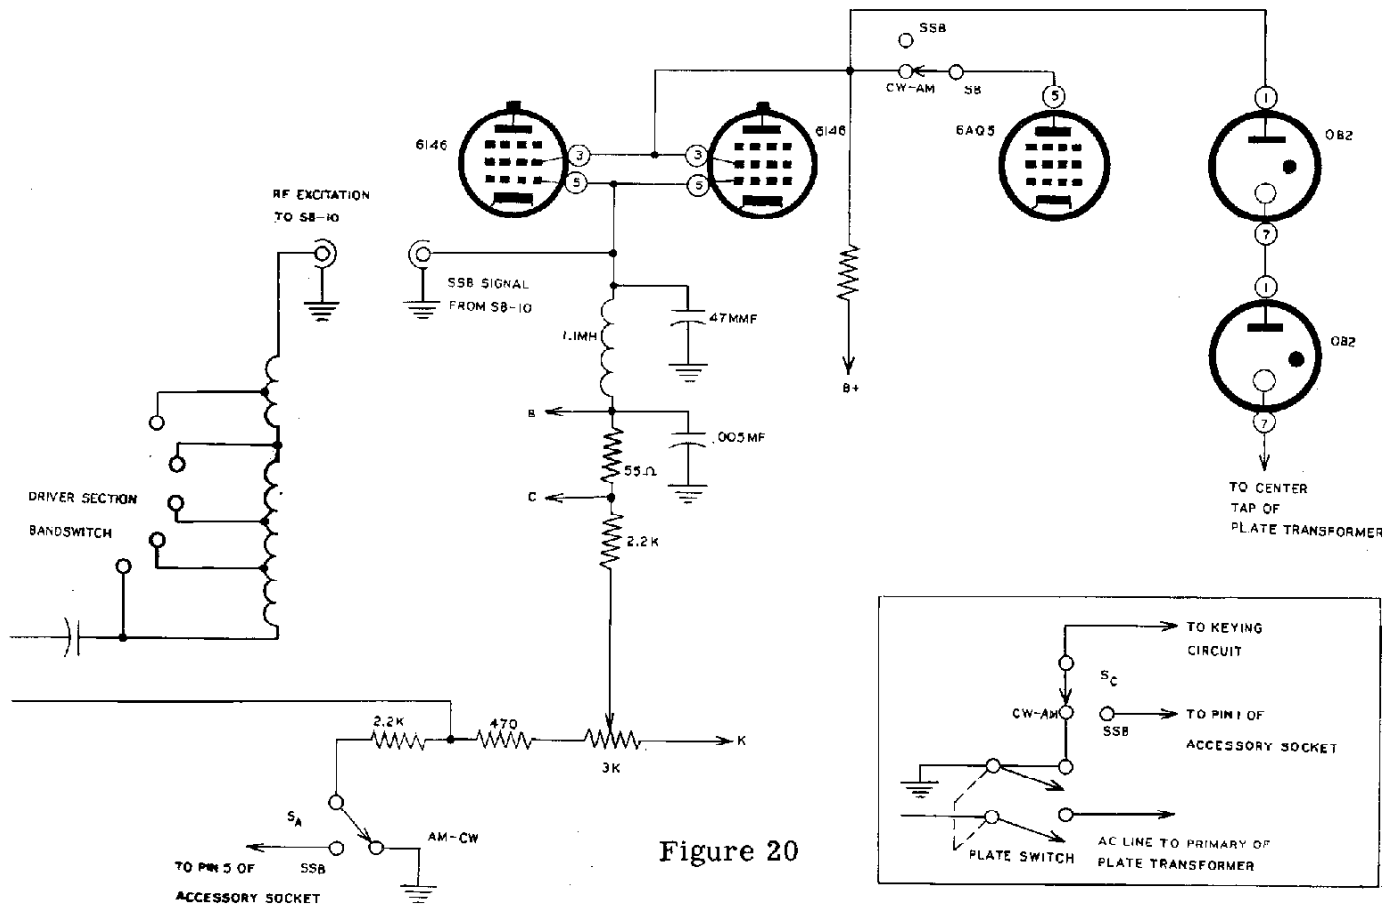 SSB
CW-AM
SB
5
6AQ5
6146
3
5
3
5
6146
1
OB2
7
1
OB2
7
TO CENTER
TAP OF
PLATE TRANSFORMER
RF EXCITATION
TO SB-10
SSB SIGNAL
FROM SB-10
47MMF
1.1MH
B+
B
.005MF
55Ω
C
2.2K
DRIVER SECTION
BANDSWITCH
2.2K
470
3K
K
SA
AM-CW
TO PIN 5 OF
ACCESSORY SOCKET
SSB
Figure 20
TO KEYING
CIRCUIT
SC
CW-AM
SSB
TO PIN 1 OF
ACCESSORY SOCKET
PLATE SWITCH
AC LINE TO PRIMARY OF
PLATE TRANSFORMER